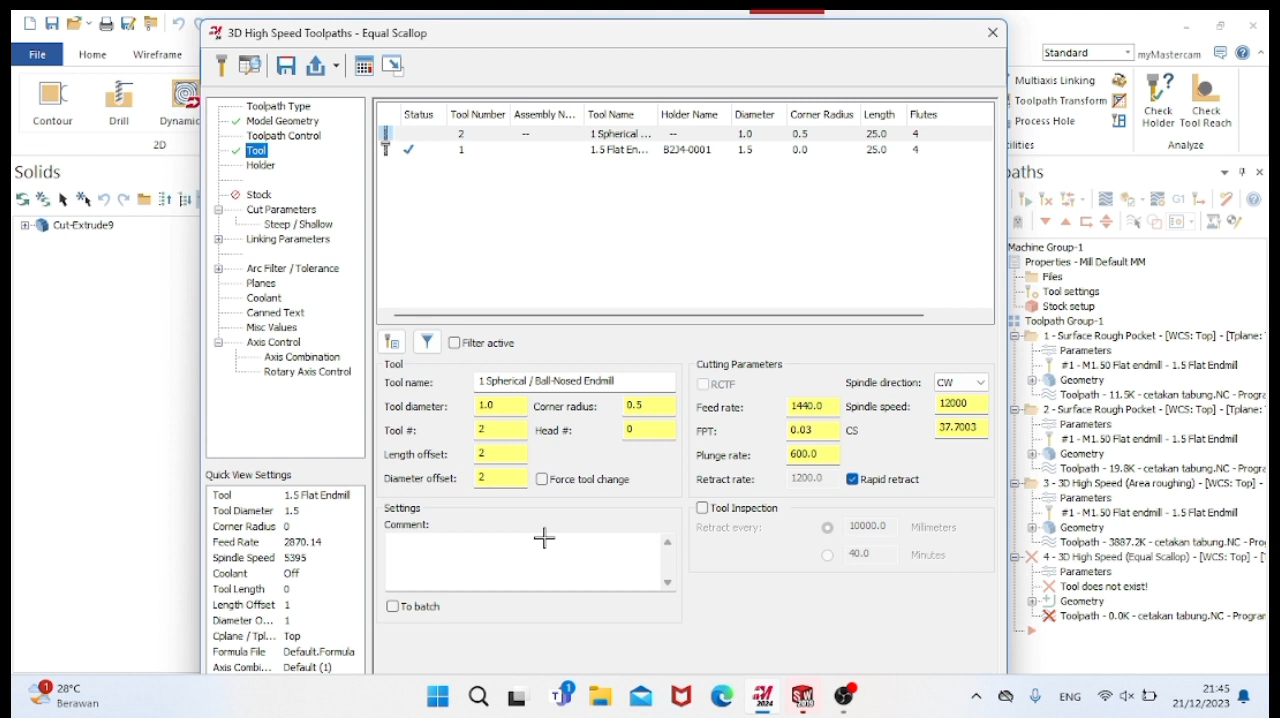 3D High Speed Toolpaths - Equal Scallop
File
Home
Wireframe
Standard
myMastercam
Contour
Drill
Dynamic
2D
Multiaxis Linking
Toolpath Transform
Process Hole
Check Holder
Check Tool Reach
Analyze
Solids
Cut-Extrude9
Toolpath Type
Model Geometry
Toolpath Control
Tool
Holder
Stock
Cut Parameters
Steep / Shallow
Linking Parameters
Arc Filter / Tolerance
Planes
Coolant
Canned Text
Misc Values
Axis Control
Axis Combination
Rotary Axis Control
Quick View Settings
Tool 1.5 Flat Endmill
Tool Diameter 1.5
Corner Radius 0
Feed Rate 2870.14
Spindle Speed 5395
Coolant Off
Tool Length 0
Length Offset 1
Diameter O... 1
Cplane / Tpl... Top
Formula File Default.Formula
Axis Combi... Default (1)
Status Tool Number Assembly N... Tool Name Holder Name Diameter Corner Radius Length Flutes
2 -- 1 Spherical ... -- 1.0 0.5 25.0 4
1 1.5 Flat En... B2J4-0001 1.5 0.0 25.0 4
Filter active
Tool
Tool name: 1 Spherical / Ball-Nosed Endmill
Tool diameter: 1.0 Corner radius: 0.5
Tool #: 2 Head #: 0
Length offset: 2
Diameter offset: 2 Force tool change
Settings
Comment:
To batch
Cutting Parameters
RCTF Spindle direction: CW
Feed rate: 1440.0 Spindle speed: 12000
FPT: 0.03 CS 37.7003
Plunge rate: 600.0
Retract rate: 1200.0 Rapid retract
Tool Inspection
Retract every: 10000.0 Millimeters
40.0 Minutes
G1
Machine Group-1
Properties - Mill Default MM
Files
Tool settings
Stock setup
Toolpath Group-1
1 - Surface Rough Pocket - [WCS: Top] - [Tplane:
Parameters
#1 - M1.50 Flat endmill - 1.5 Flat Endmill
Geometry
Toolpath - 11.5K - cetakan tabung.NC - Progra
2 - Surface Rough Pocket - [WCS: Top] - [Tplane:
Parameters
#1 - M1.50 Flat endmill - 1.5 Flat Endmill
Geometry
Toolpath - 19.8K - cetakan tabung.NC - Progra
3 - 3D High Speed (Area roughing) - [WCS: Top] -
Parameters
#1 - M1.50 Flat endmill - 1.5 Flat Endmill
Geometry
Toolpath - 3887.2K - cetakan tabung.NC - Pro
4 - 3D High Speed (Equal Scallop) - [WCS: Top] - [
Parameters
Tool does not exist!
Geometry
Toolpath - 0.0K - cetakan tabung.NC - Program
28°C
Berawan
ENG
21:45
21/12/2023